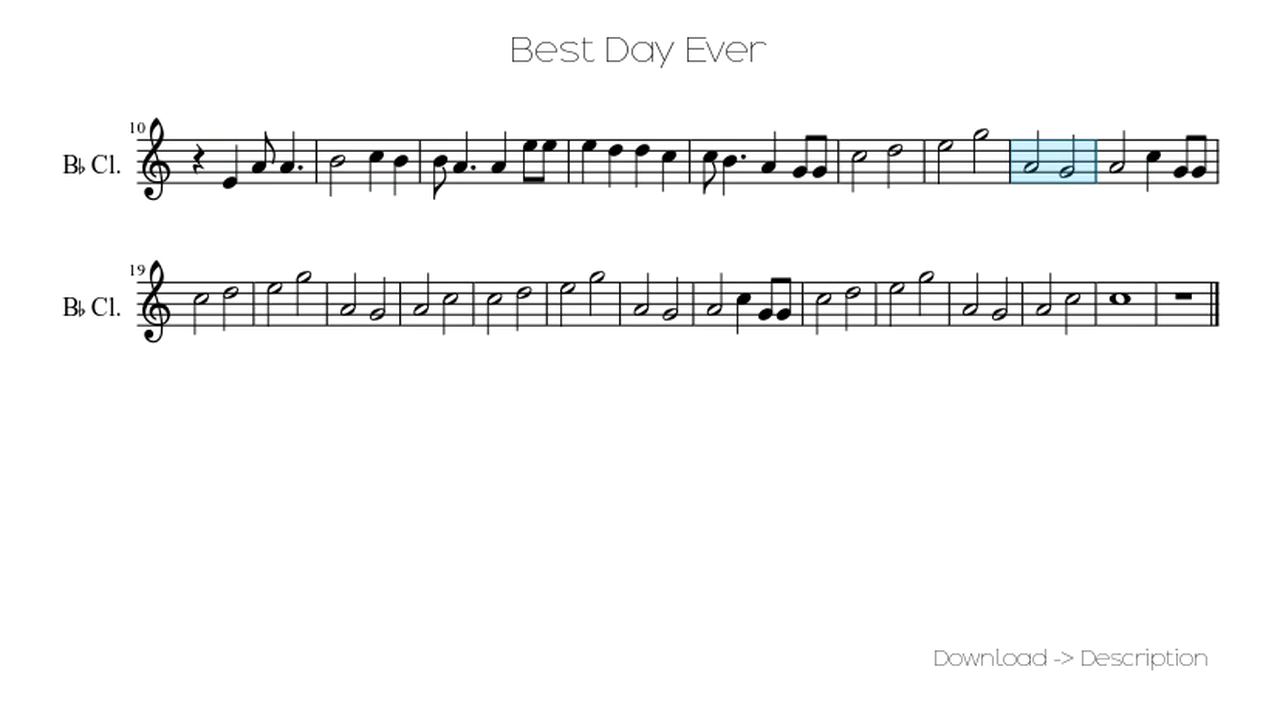 Best Day Ever
10
B♭ Cl.
19
B♭ Cl.
Download -> Description